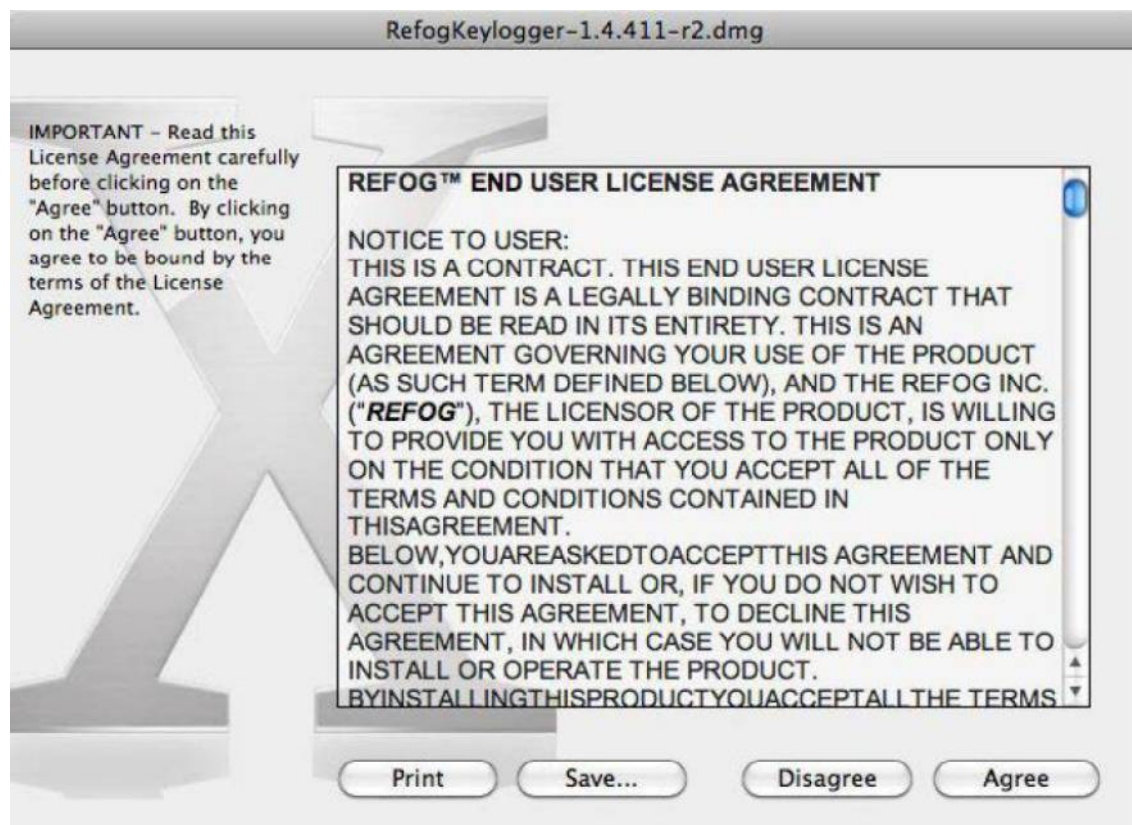 RefogKeylogger-1.4.411-r2.dmg
IMPORTANT – Read this
License Agreement carefully
before clicking on the
"Agree" button.  By clicking
on the "Agree" button, you
agree to be bound by the
terms of the License
Agreement.
REFOG™ END USER LICENSE AGREEMENT
NOTICE TO USER:
THIS IS A CONTRACT. THIS END USER LICENSE
AGREEMENT IS A LEGALLY BINDING CONTRACT THAT
SHOULD BE READ IN ITS ENTIRETY. THIS IS AN
AGREEMENT GOVERNING YOUR USE OF THE PRODUCT
(AS SUCH TERM DEFINED BELOW), AND THE REFOG INC.
("REFOG"), THE LICENSOR OF THE PRODUCT, IS WILLING
TO PROVIDE YOU WITH ACCESS TO THE PRODUCT ONLY
ON THE CONDITION THAT YOU ACCEPT ALL OF THE
TERMS AND CONDITIONS CONTAINED IN
THISAGREEMENT.
BELOW,YOUAREASKEDTOACCEPTTHIS AGREEMENT AND
CONTINUE TO INSTALL OR, IF YOU DO NOT WISH TO
ACCEPT THIS AGREEMENT, TO DECLINE THIS
AGREEMENT, IN WHICH CASE YOU WILL NOT BE ABLE TO
INSTALL OR OPERATE THE PRODUCT.
BYINSTALLINGTHISPRODUCTYOUACCEPTALLTHE TERMS
Print
Save...
Disagree
Agree